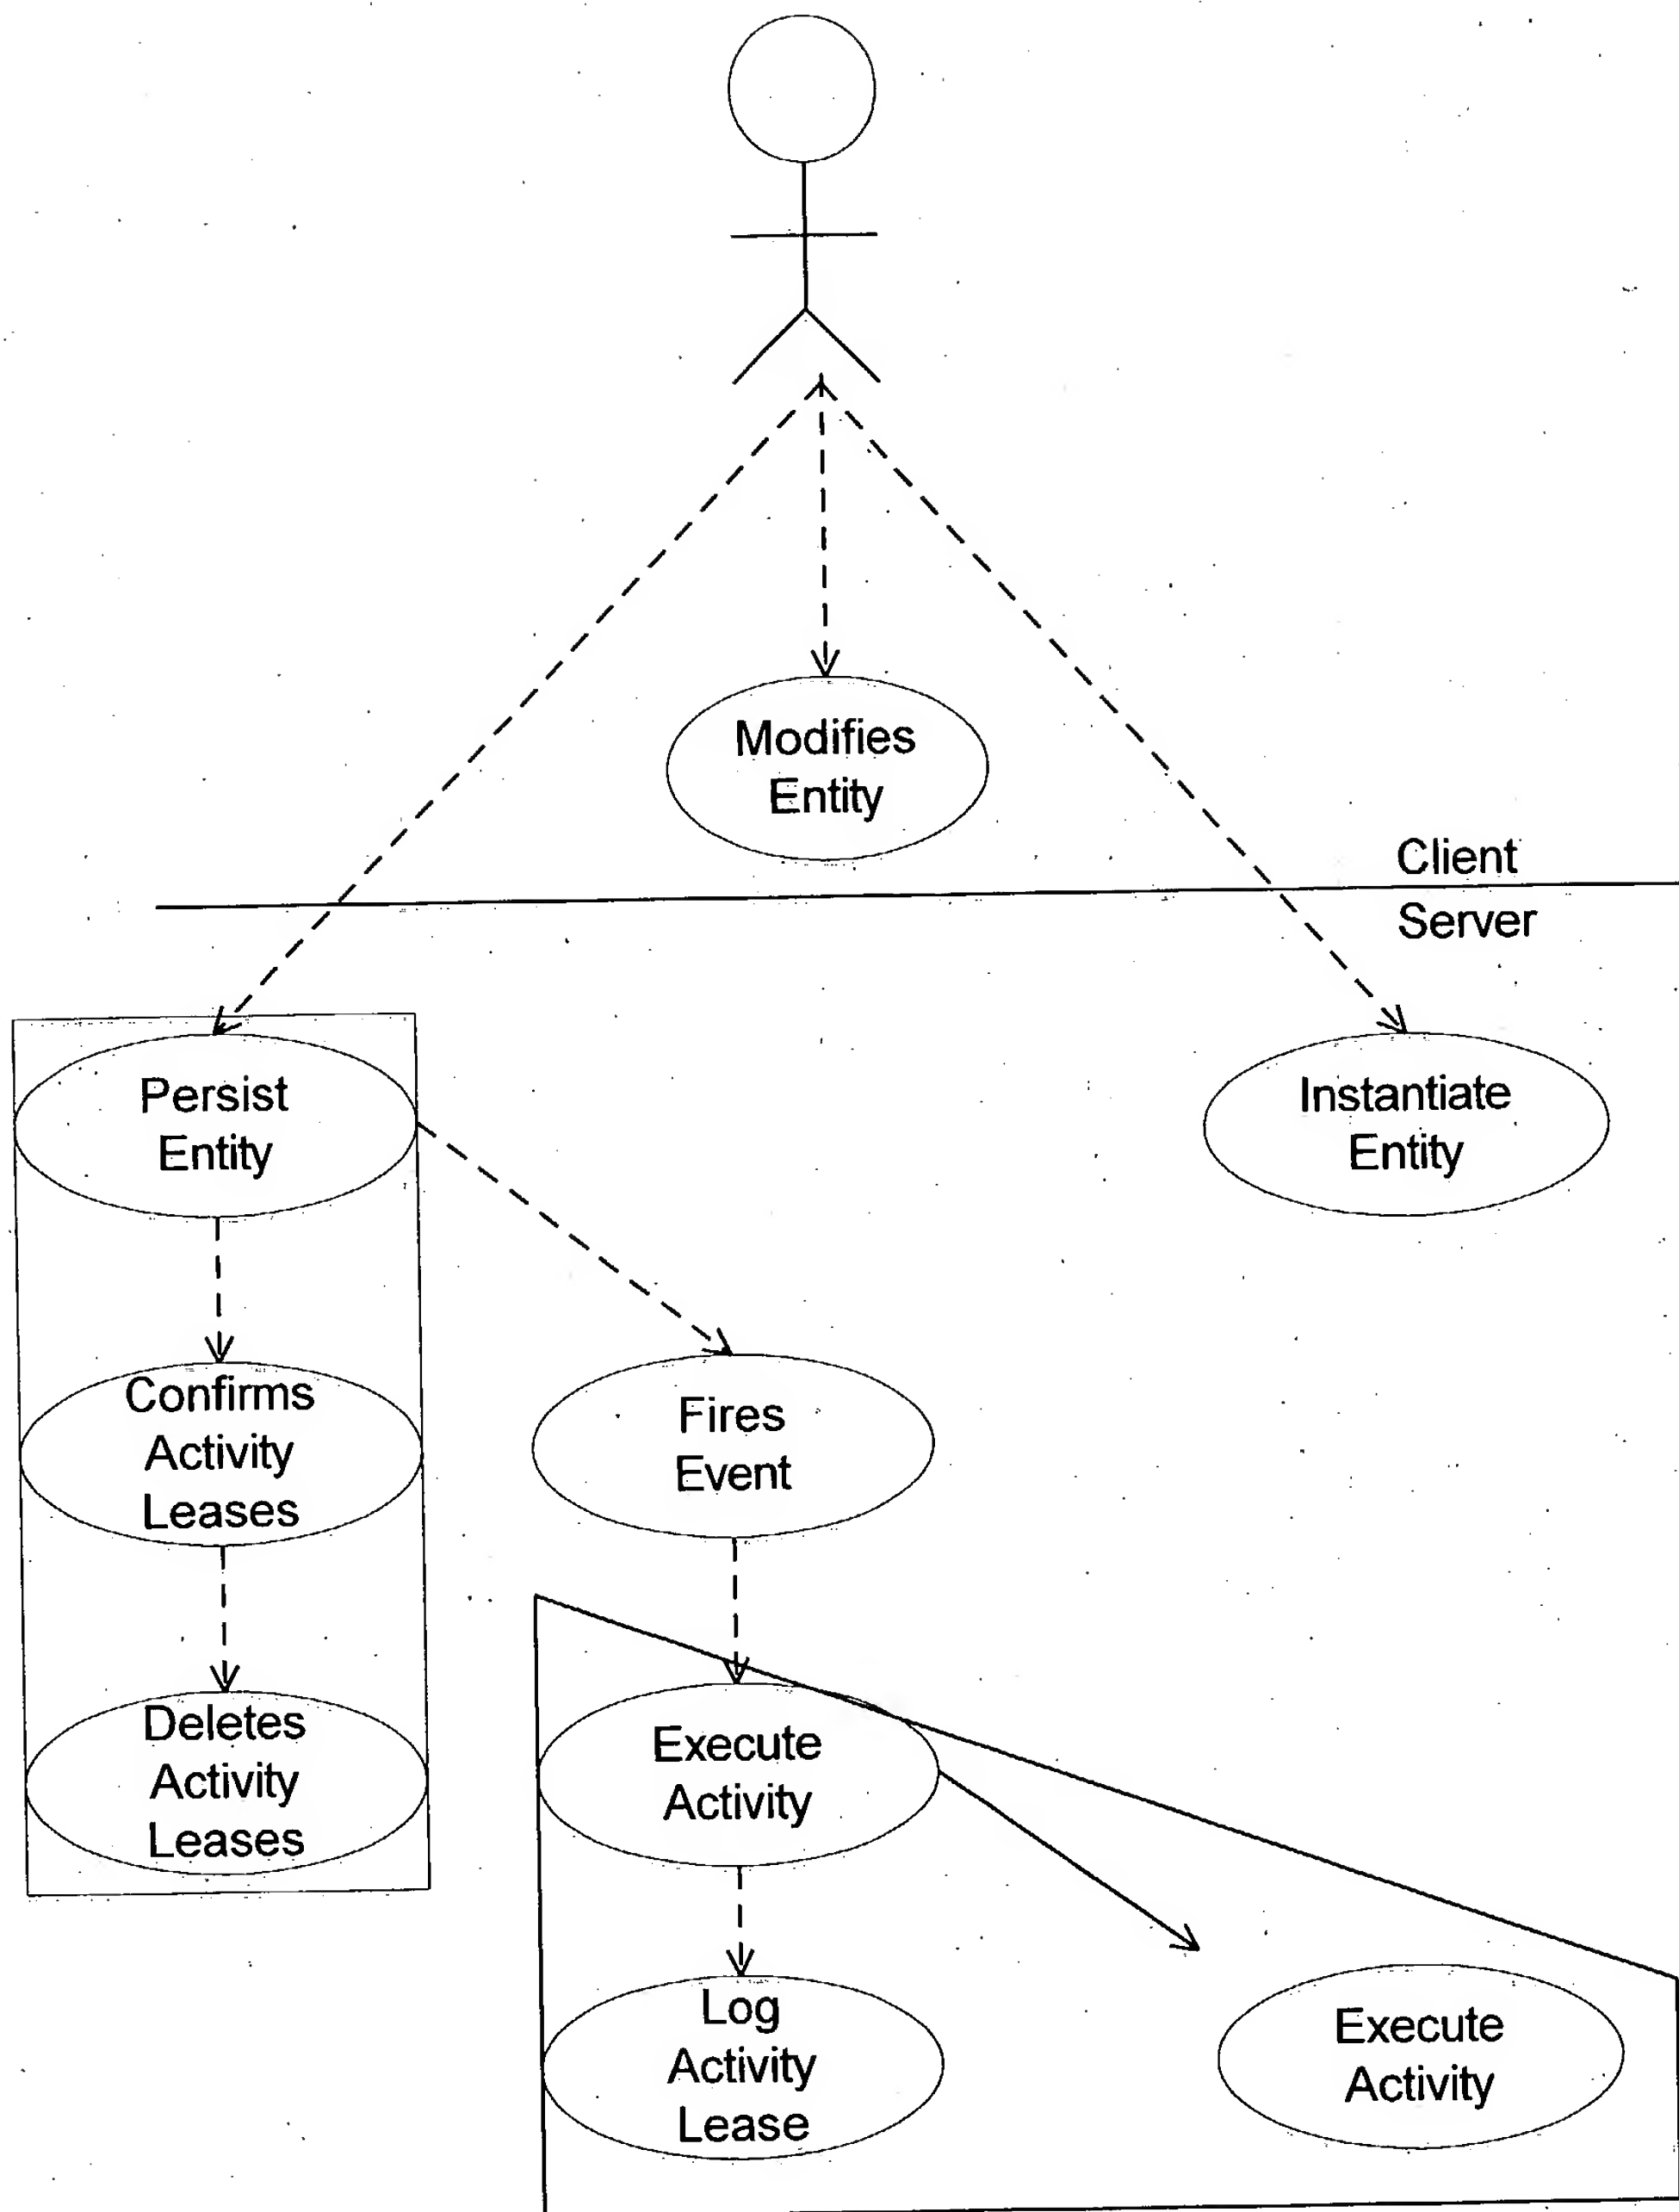 Modifies
Entity
Client
Server
Persist
Entity
Instantiate
Entity
Confirms
Activity
Leases
Fires
Event
Deletes
Activity
Leases
Execute
Activity
Log
Activity
Lease
Execute
Activity